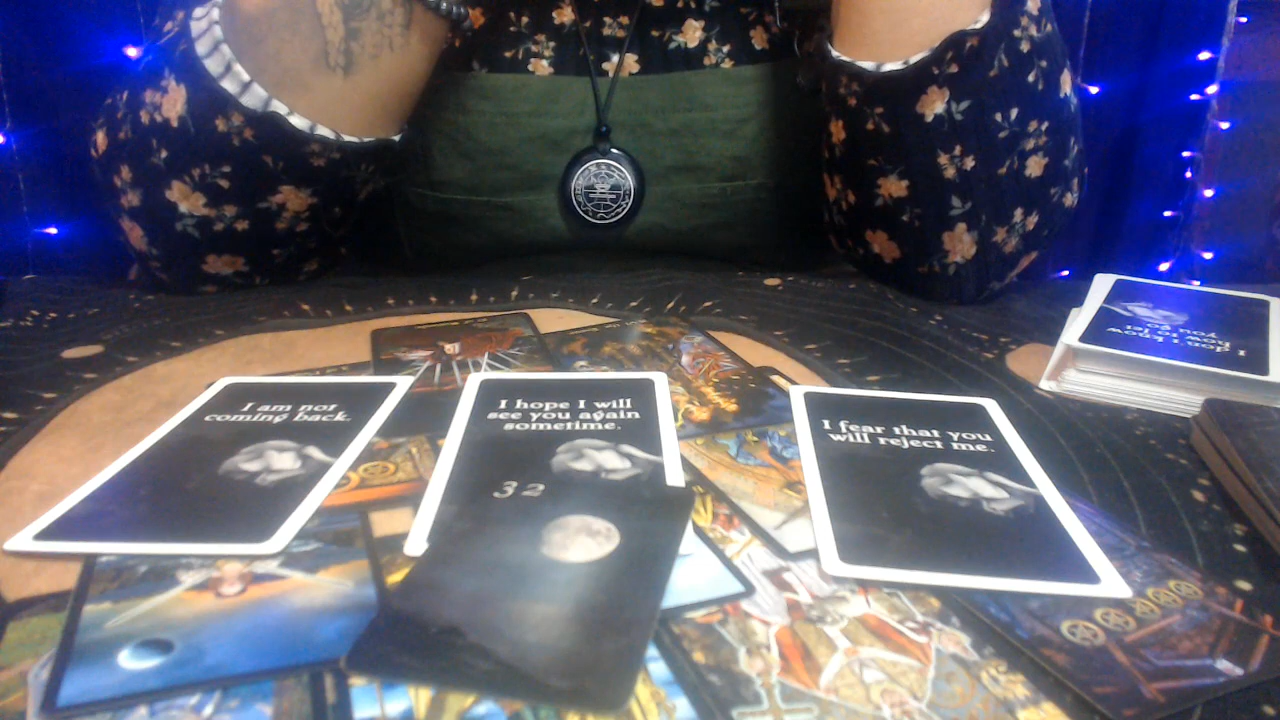 I am not
coming back.
I hope I will
see you again
sometime.
32
I fear that you
will reject me.
I don't know
how to let
you go